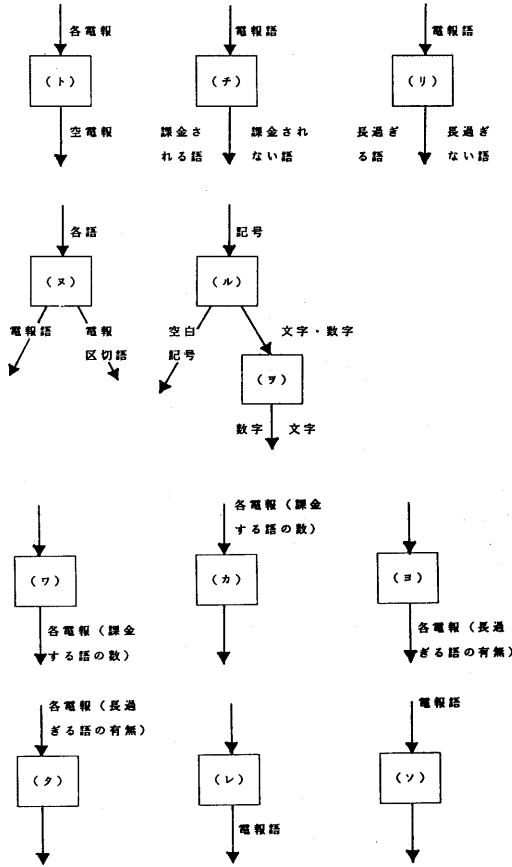 各電報
(ト)
空電報
電報語
(チ)
課金さ
れる語
課金され
ない語
電報語
(リ)
長過ぎ
る語
長過ぎ
ない語
各語
(ヌ)
電報語
電報
区切語
記号
(ル)
空白
記号
文字・数字
(ヲ)
数字 文字
(ワ)
各電報(課金
する語の数)
各電報(課金
する語の数)
(カ)
(ヨ)
各電報(長過
ぎる語の有無)
各電報(長過
ぎる語の有無)
(タ)
(レ)
電報語
電報語
(ソ)